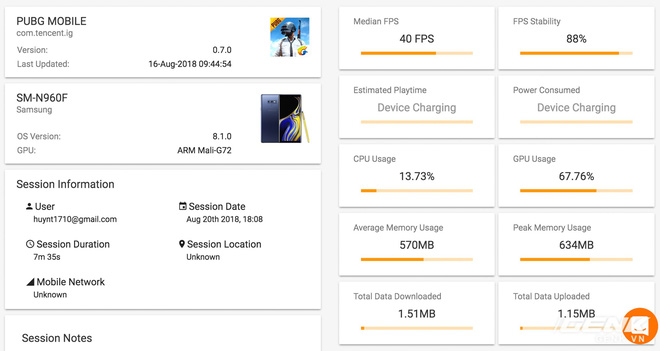 PUBG MOBILE
com.tencent.ig
Version: 0.7.0
Last Updated: 16-Aug-2018 09:44:54
SM-N960F
Samsung
OS Version: 8.1.0
GPU: ARM Mali-G72
Session Information
User
huynt1710@gmail.com
Session Date
Aug 20th 2018, 18:08
Session Duration
7m 35s
Session Location
Unknown
Mobile Network
Unknown
Session Notes
Median FPS
40 FPS
FPS Stability
88%
Estimated Playtime
Device Charging
Power Consumed
Device Charging
CPU Usage
13.73%
GPU Usage
67.76%
Average Memory Usage
570MB
Peak Memory Usage
634MB
Total Data Downloaded
1.51MB
Total Data Uploaded
1.15MB
VN